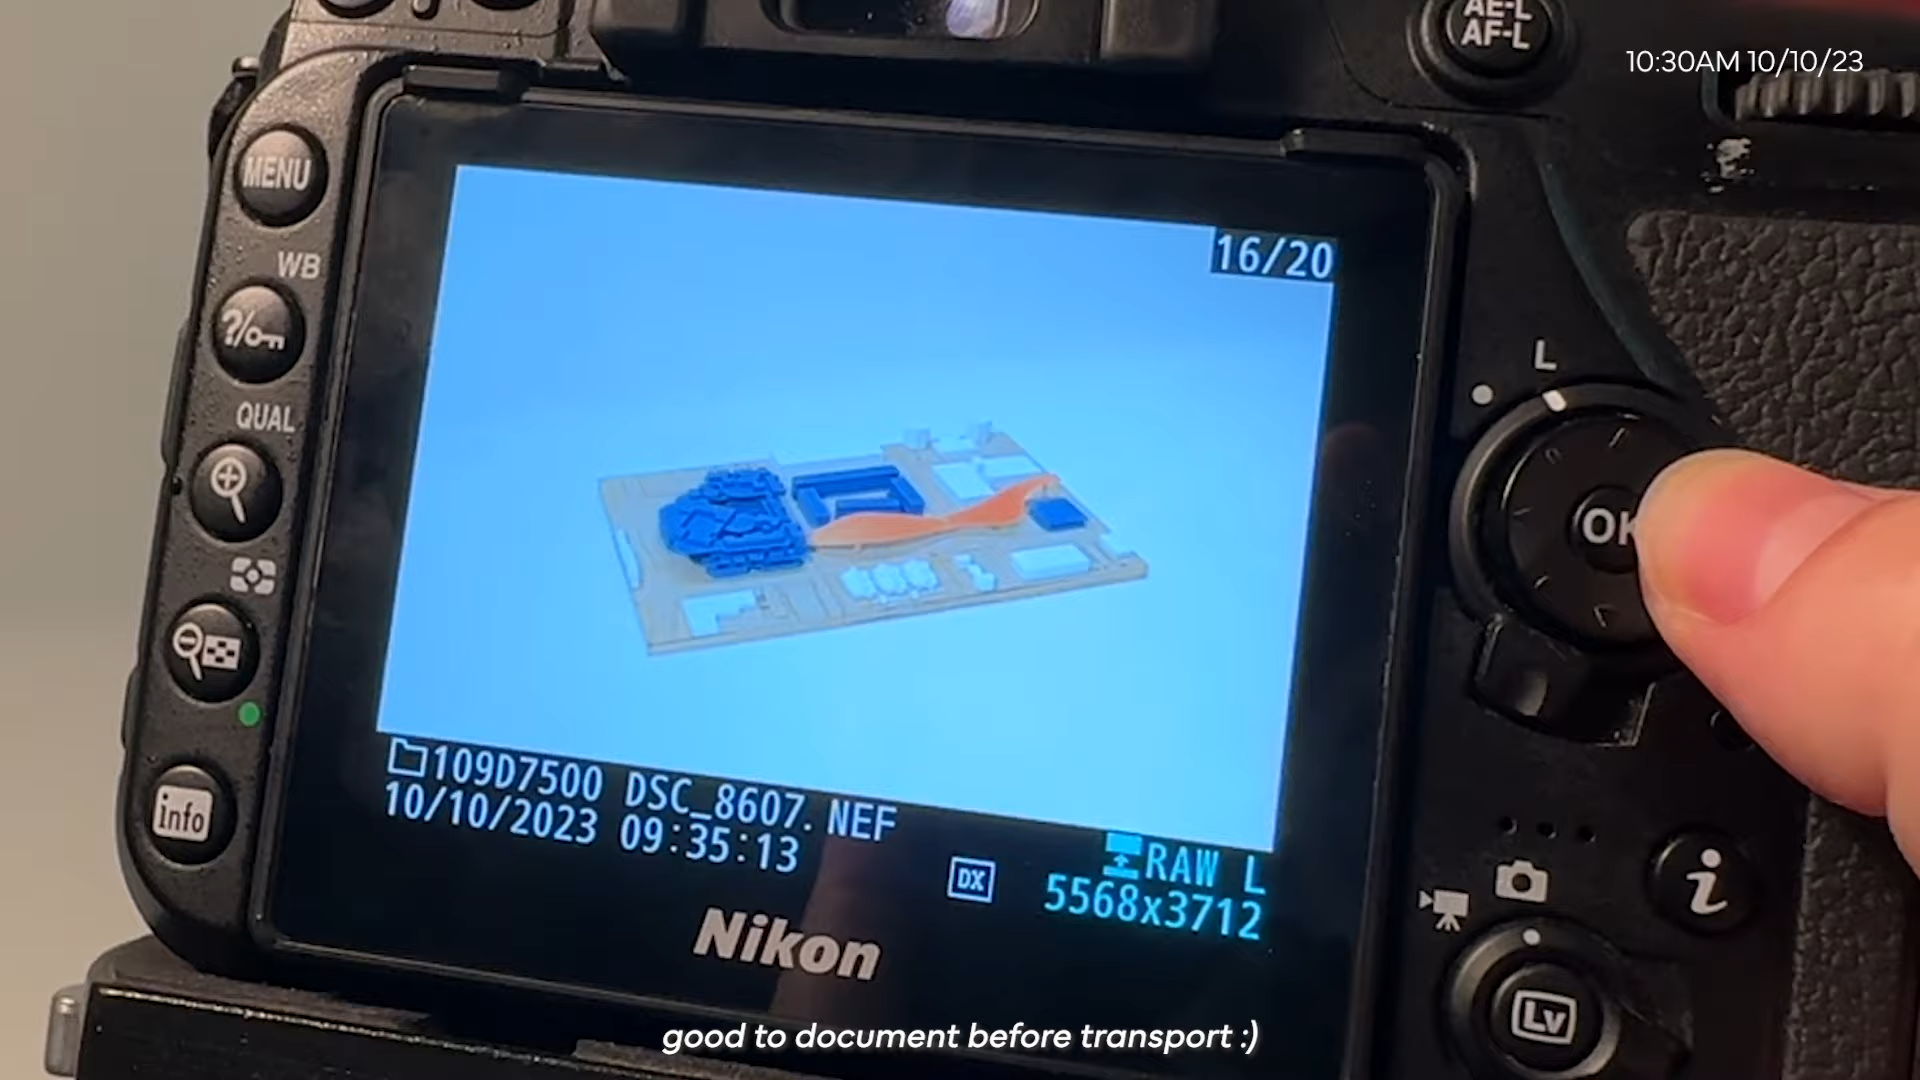 AE-L
AF-L
10:30AM 10/10/23
MENU
WB
?/
QUAL
info
16/20
L
OK
109D7500 DSC_8607.NEF
10/10/2023 09:35:13
DX
RAW L
5568x3712
Nikon
i
Lv
good to document before transport :)